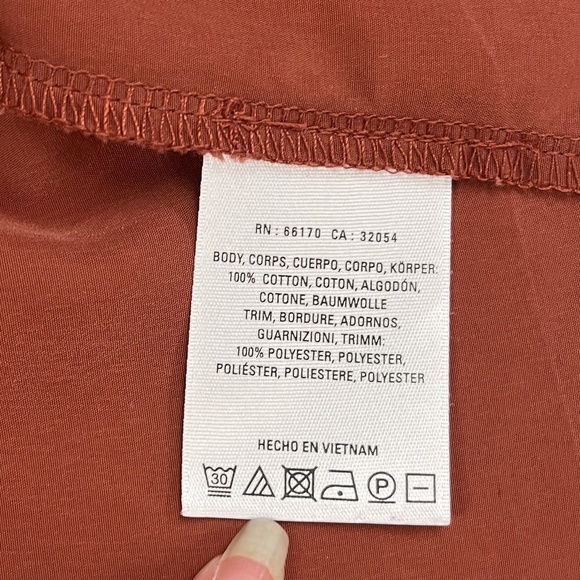 RN: 66170 CA: 32054
BODY, CORPS, CUERPO, CORPO, KÖRPER:
100% COTTON, COTON, ALGODÓN,
COTONE, BAUMWOLLE
TRIM, BORDURE, ADORNOS,
GUARNIZIONI, TRIMM:
100% POLYESTER, POLYESTER,
POLIÉSTER, POLIESTERE, POLYESTER
HECHO EN VIETNAM
30 P